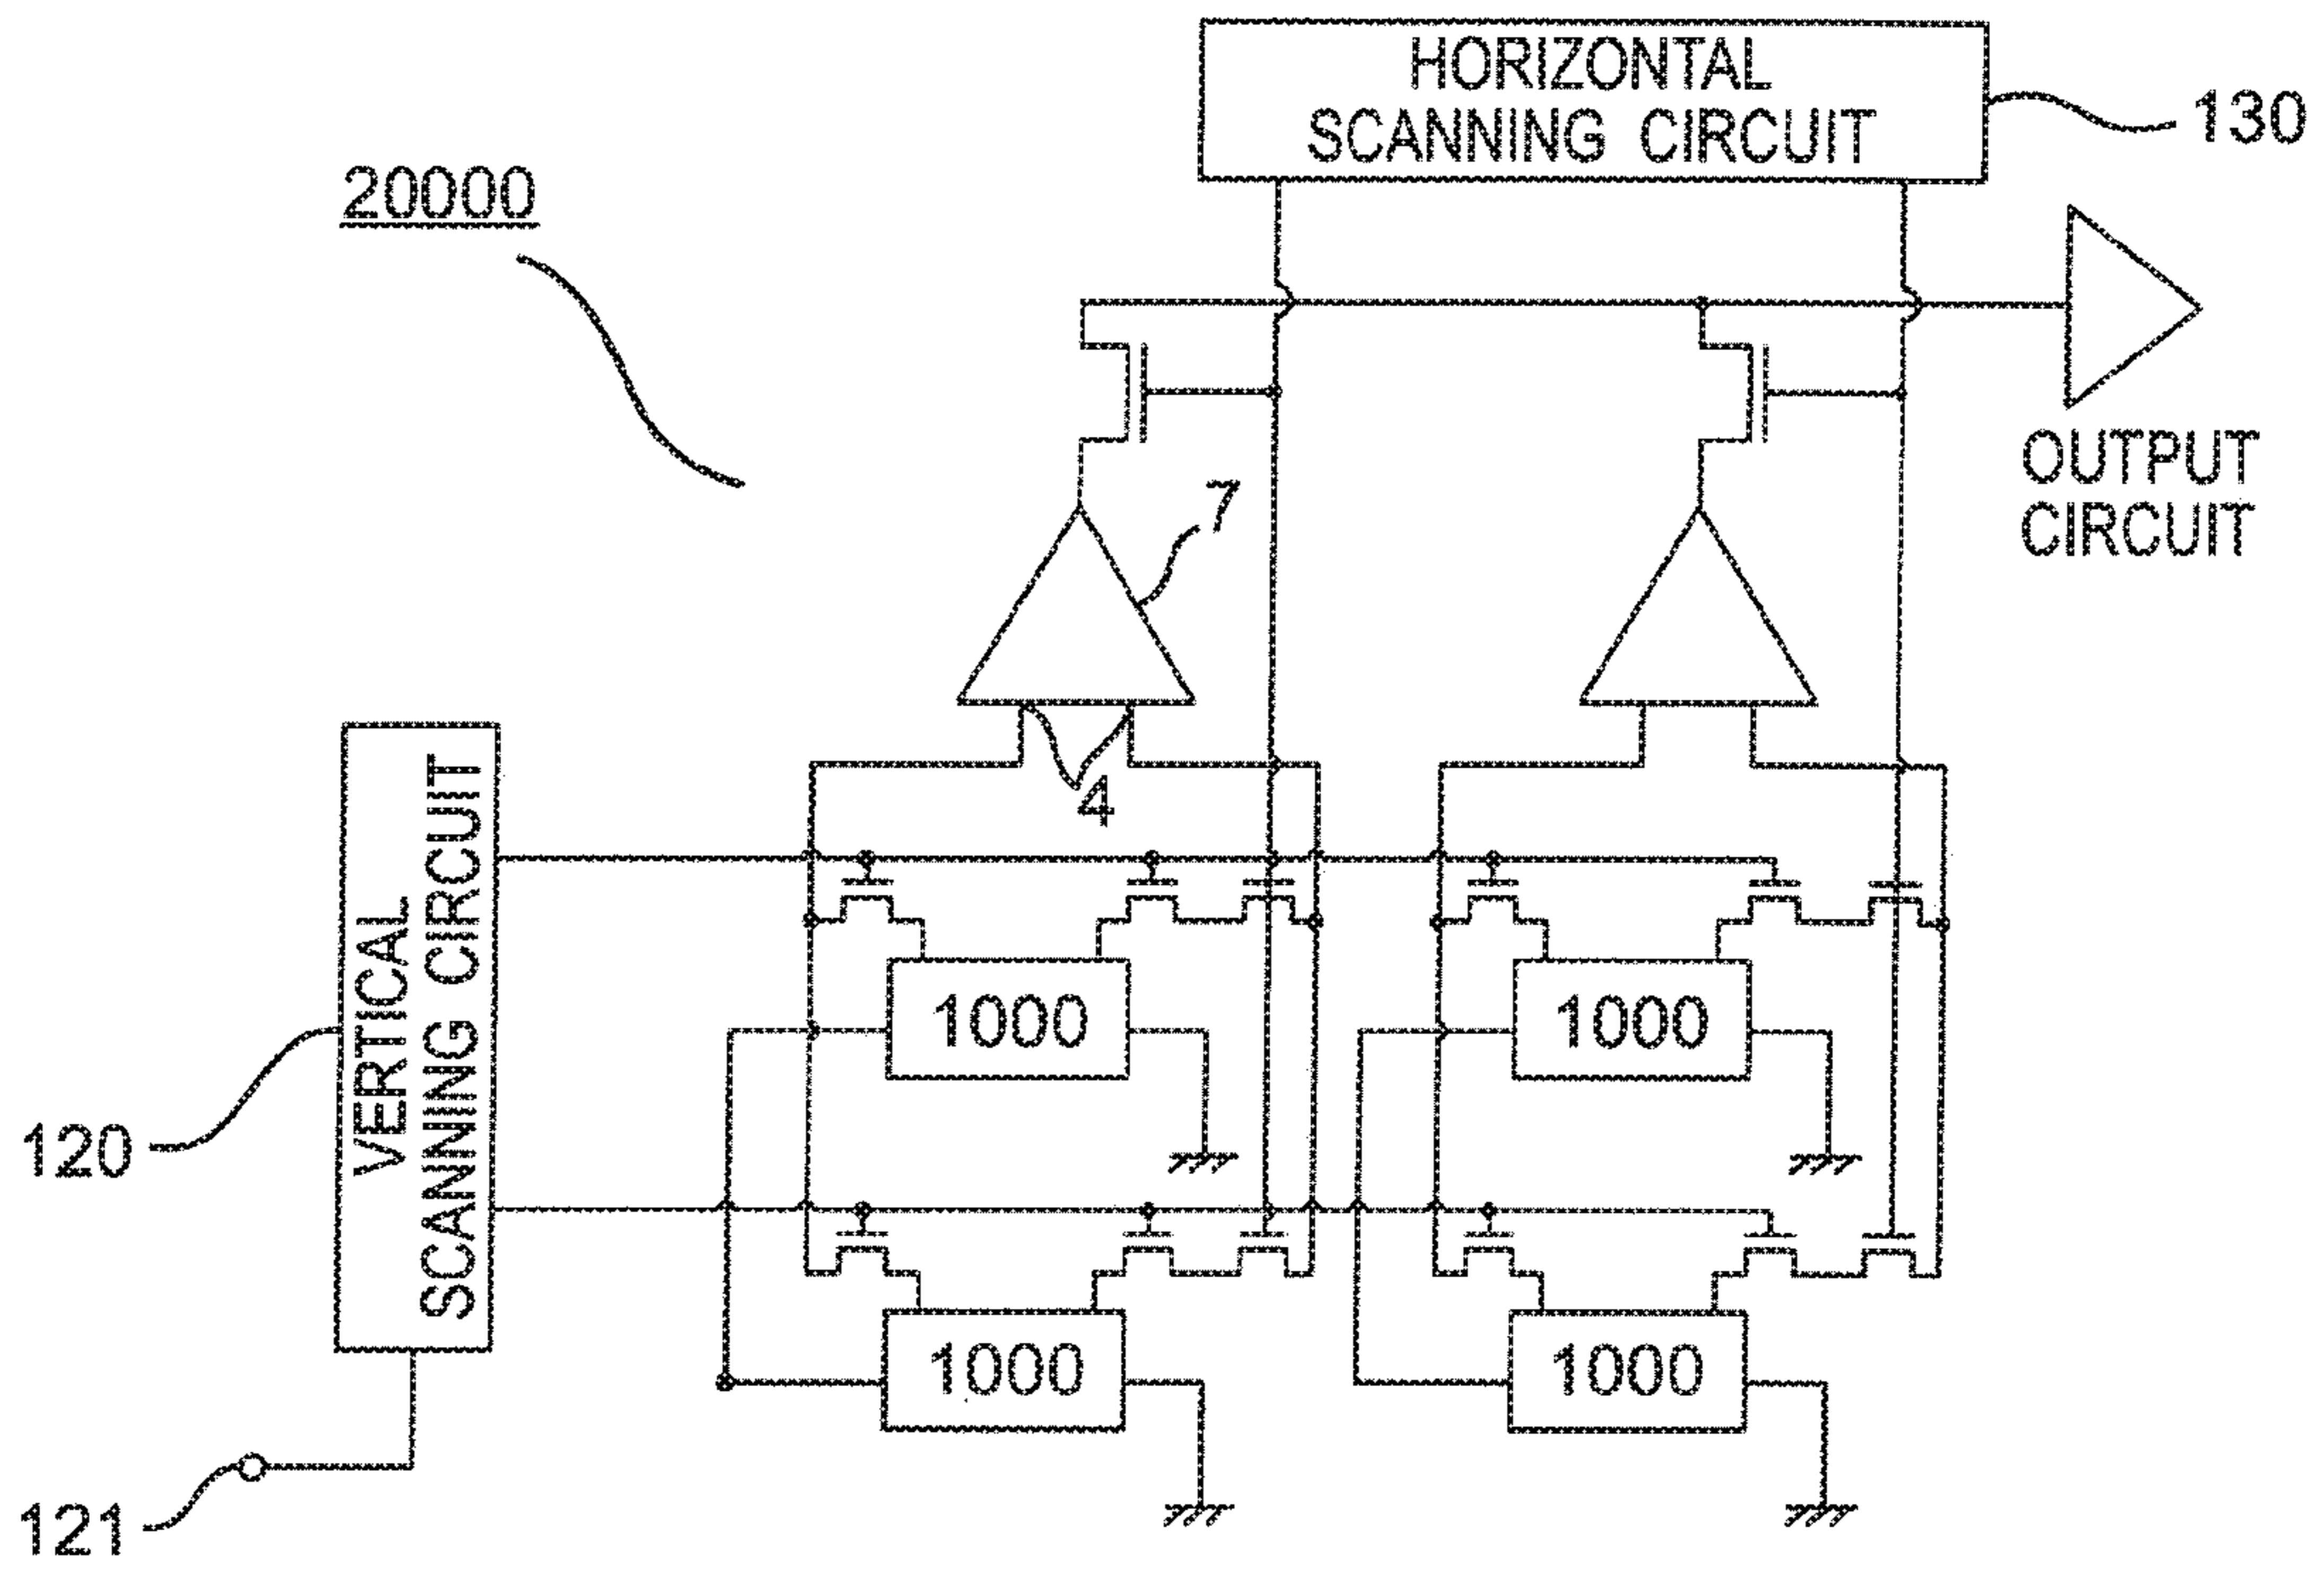 HORIZONTAL
SCANNING CIRCUIT
130
20000
OUTPUT
CIRCUIT
7
4
VERTICAL
SCANNING CIRCUIT
120
121
1000
1000
1000
1000